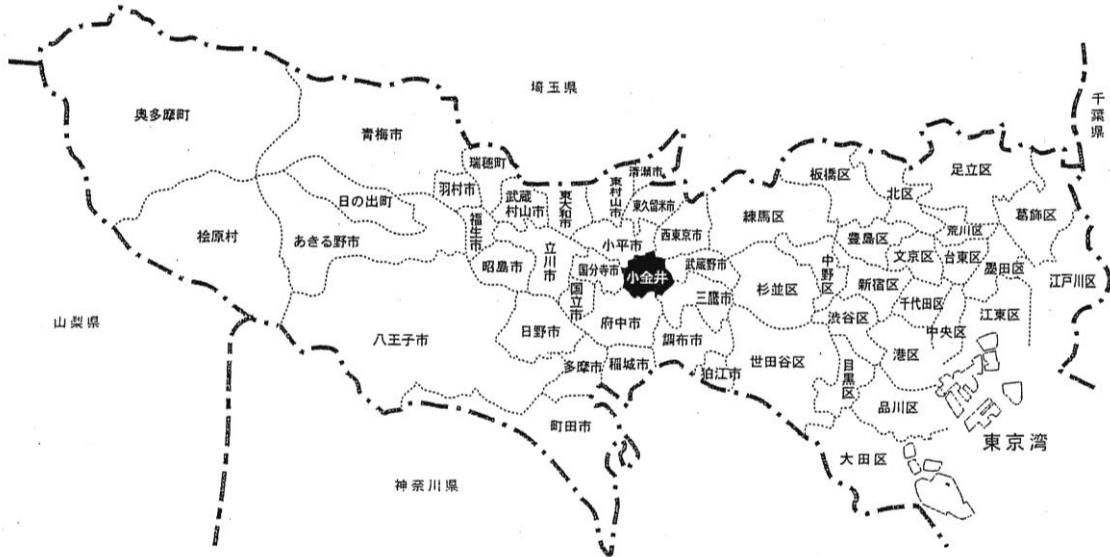 埼玉県
千葉県
奥多摩町
青梅市
瑞穂町
羽村市
日の出町
武蔵
村山市
東大和市
東村山市
清瀬市
東久留米市
板橋区
足立区
北区
葛飾区
桧原村
あきる野市
福生市
昭島市
立川市
小平市
西東京市
練馬区
豊島区
荒川区
文京区
台東区
墨田区
江戸川区
国分寺市
小金井
武蔵野市
国立市
三鷹市
杉並区
中野区
新宿区
千代田区
渋谷区
中央区
江東区
山梨県
八王子市
日野市
府中市
調布市
世田谷区
港区
目黒区
多摩市
稲城市
狛江市
品川区
町田市
大田区
東京湾
神奈川県